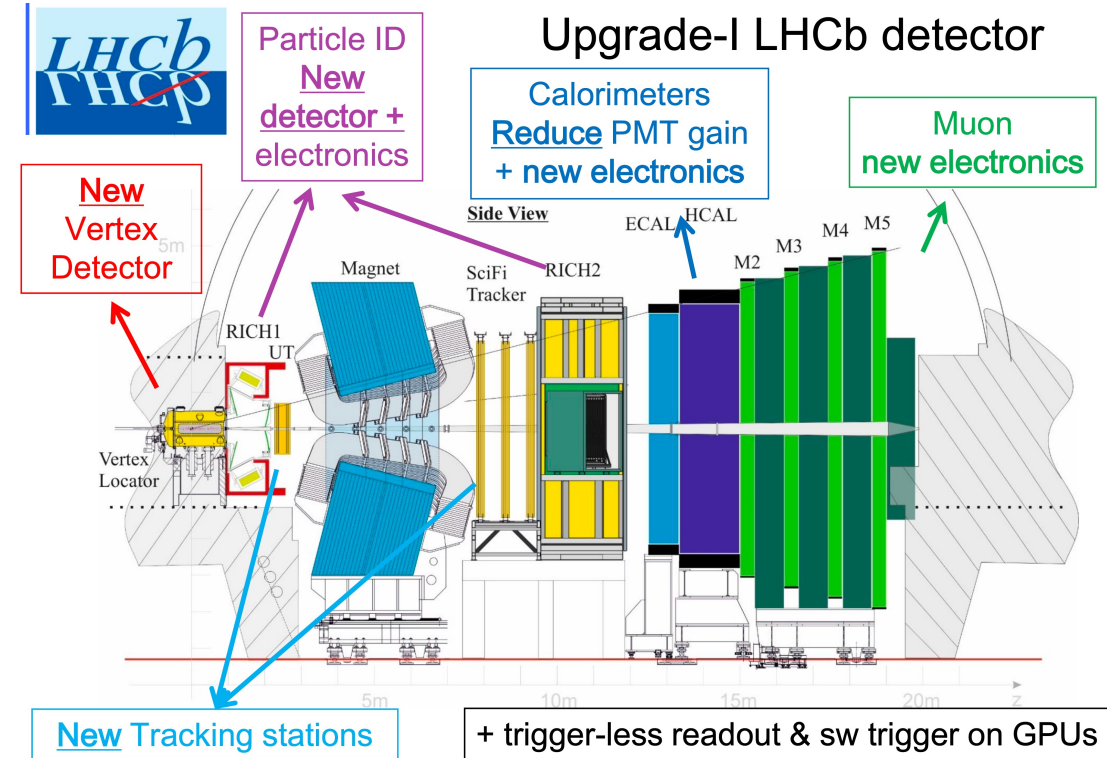 LHCb
LHCb
Upgrade-I LHCb detector
Particle ID
New
detector +
electronics
Calorimeters
Reduce PMT gain
+ new electronics
Muon
new electronics
New
Vertex
Detector
5m
Side View
ECAL
HCAL
M2
M3
M4
M5
Magnet
SciFi
Tracker
RICH2
RICH1
UT
Vertex
Locator
5m
10m
15m
20m
z
New Tracking stations
+ trigger-less readout & sw trigger on GPUs